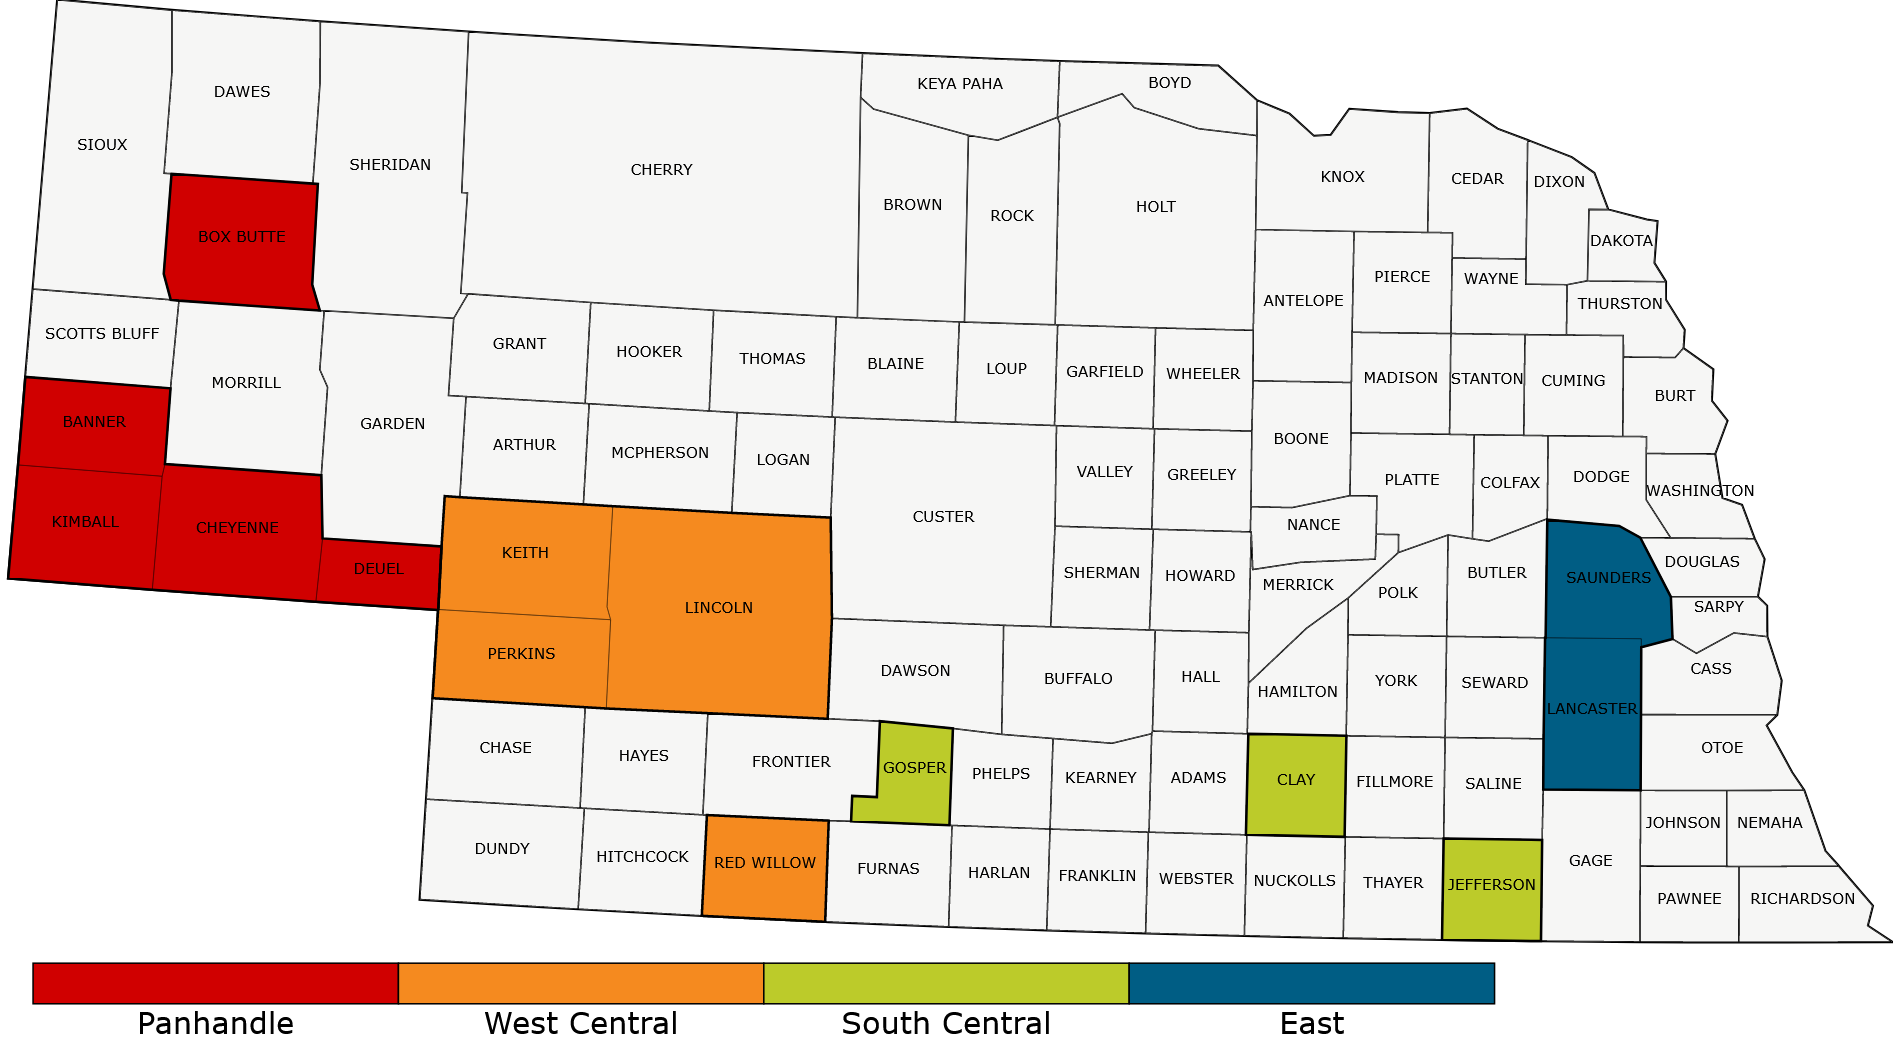 KEYA PAHA
BOYD
DAWES
SIOUX
SHERIDAN
CHERRY
KNOX
CEDAR
DIXON
BROWN
ROCK
HOLT
BOX BUTTE
DAKOTA
PIERCE
WAYNE
ANTELOPE
THURSTON
SCOTTS BLUFF
GRANT
HOOKER
THOMAS
BLAINE
LOUP
GARFIELD
WHEELER
MADISON
STANTON
CUMING
MORRILL
BURT
BANNER
GARDEN
ARTHUR
MCPHERSON
LOGAN
BOONE
VALLEY
GREELEY
PLATTE
COLFAX
DODGE
WASHINGTON
KIMBALL
CHEYENNE
CUSTER
NANCE
KEITH
DEUEL
SHERMAN
HOWARD
MERRICK
POLK
BUTLER
SAUNDERS
DOUGLAS
LINCOLN
SARPY
PERKINS
DAWSON
BUFFALO
HALL
HAMILTON
YORK
SEWARD
CASS
LANCASTER
CHASE
HAYES
FRONTIER
GOSPER
PHELPS
KEARNEY
ADAMS
CLAY
FILLMORE
SALINE
OTOE
DUNDY
HITCHCOCK
RED WILLOW
FURNAS
HARLAN
FRANKLIN
WEBSTER
NUCKOLLS
THAYER
JEFFERSON
GAGE
JOHNSON
NEMAHA
PAWNEE
RICHARDSON
Panhandle
West Central
South Central
East